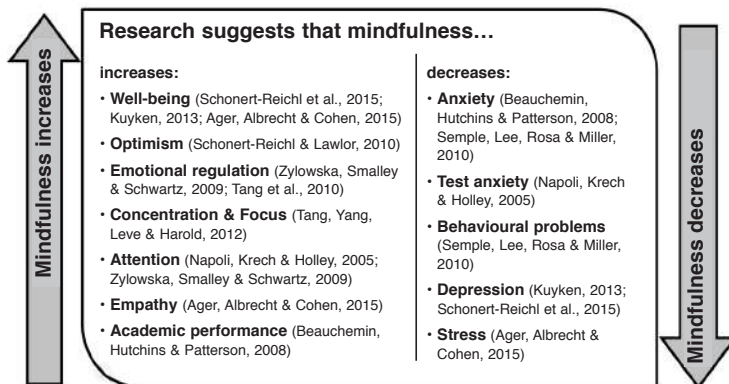 Mindfulness increases
Research suggests that mindfulness…
increases:
• Well-being (Schonert-Reichl et al., 2015;
Kuyken, 2013; Ager, Albrecht & Cohen, 2015)
• Optimism (Schonert-Reichl & Lawlor, 2010)
• Emotional regulation (Zylowska, Smalley
& Schwartz, 2009; Tang et al., 2010)
• Concentration & Focus (Tang, Yang,
Leve & Harold, 2012)
• Attention (Napoli, Krech & Holley, 2005;
Zylowska, Smalley & Schwartz, 2009)
• Empathy (Ager, Albrecht & Cohen, 2015)
• Academic performance (Beauchemin,
Hutchins & Patterson, 2008)
decreases:
• Anxiety (Beauchemin,
Hutchins & Patterson, 2008;
Semple, Lee, Rosa & Miller,
2010)
• Test anxiety (Napoli, Krech
& Holley, 2005)
• Behavioural problems
(Semple, Lee, Rosa & Miller,
2010)
• Depression (Kuyken, 2013;
Schonert-Reichl et al., 2015)
• Stress (Ager, Albrecht &
Cohen, 2015)
Mindfulness decreases